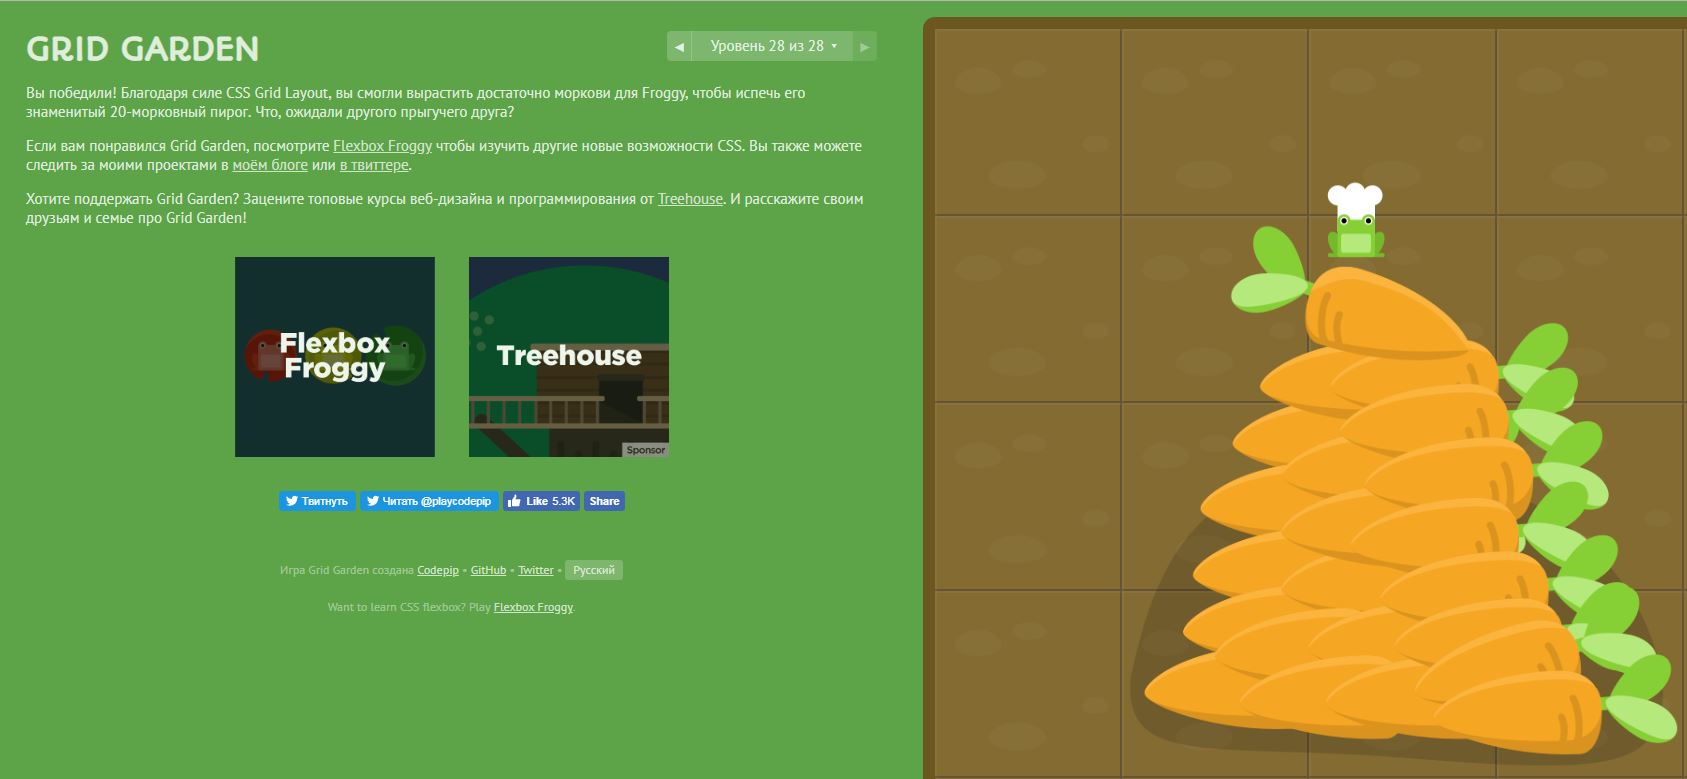 GRID GARDEN
◀ Уровень 28 из 28 ▾ ▶
Вы победили! Благодаря силе CSS Grid Layout, вы смогли вырастить достаточно моркови для Froggy, чтобы испечь его
знаменитый 20-морковный пирог. Что, ожидали другого прыгучего друга?
Если вам понравился Grid Garden, посмотрите Flexbox Froggy чтобы изучить другие новые возможности CSS. Вы также можете
следить за моими проектами в моём блоге или в твиттере.
Хотите поддержать Grid Garden? Зацените топовые курсы веб-дизайна и программирования от Treehouse. И расскажите своим
друзьям и семье про Grid Garden!
Flexbox
Froggy
Treehouse
Sponsor
Твитнуть Читать @playcodepip Like 5.3K Share
Игра Grid Garden создана Codepip • GitHub • Twitter • Русский
Want to learn CSS flexbox? Play Flexbox Froggy.